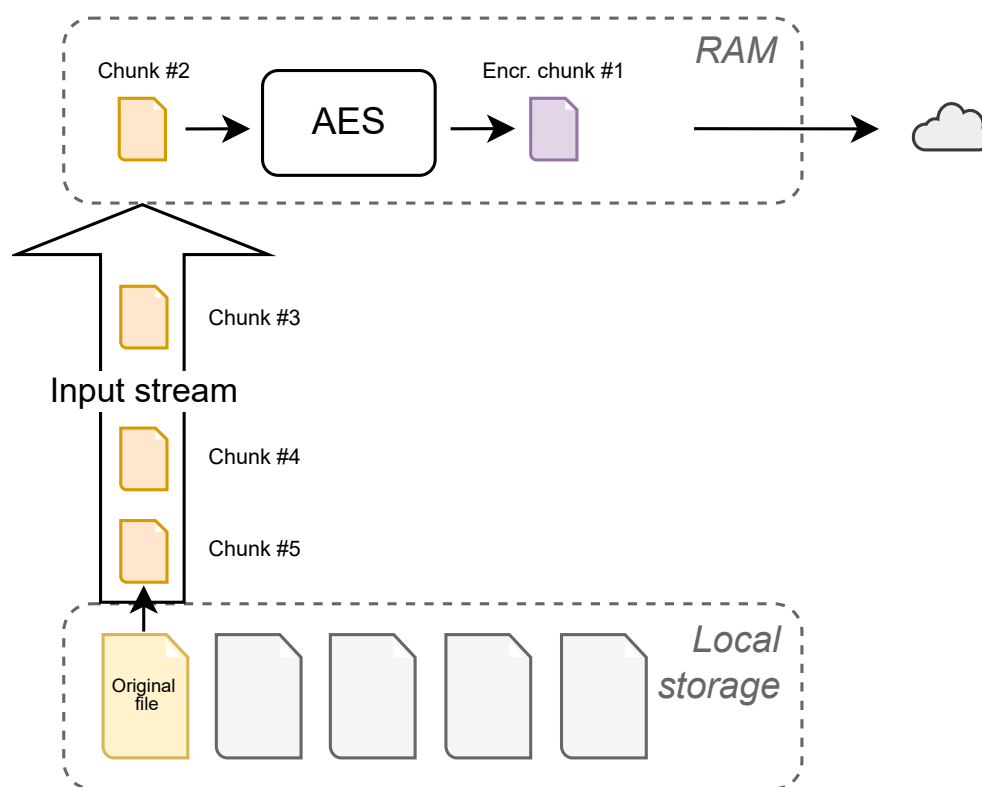 RAM
Chunk #2
Encr. chunk #1
AES
Chunk #3
Input stream
Chunk #4
Chunk #5
Local
storage
Original
file